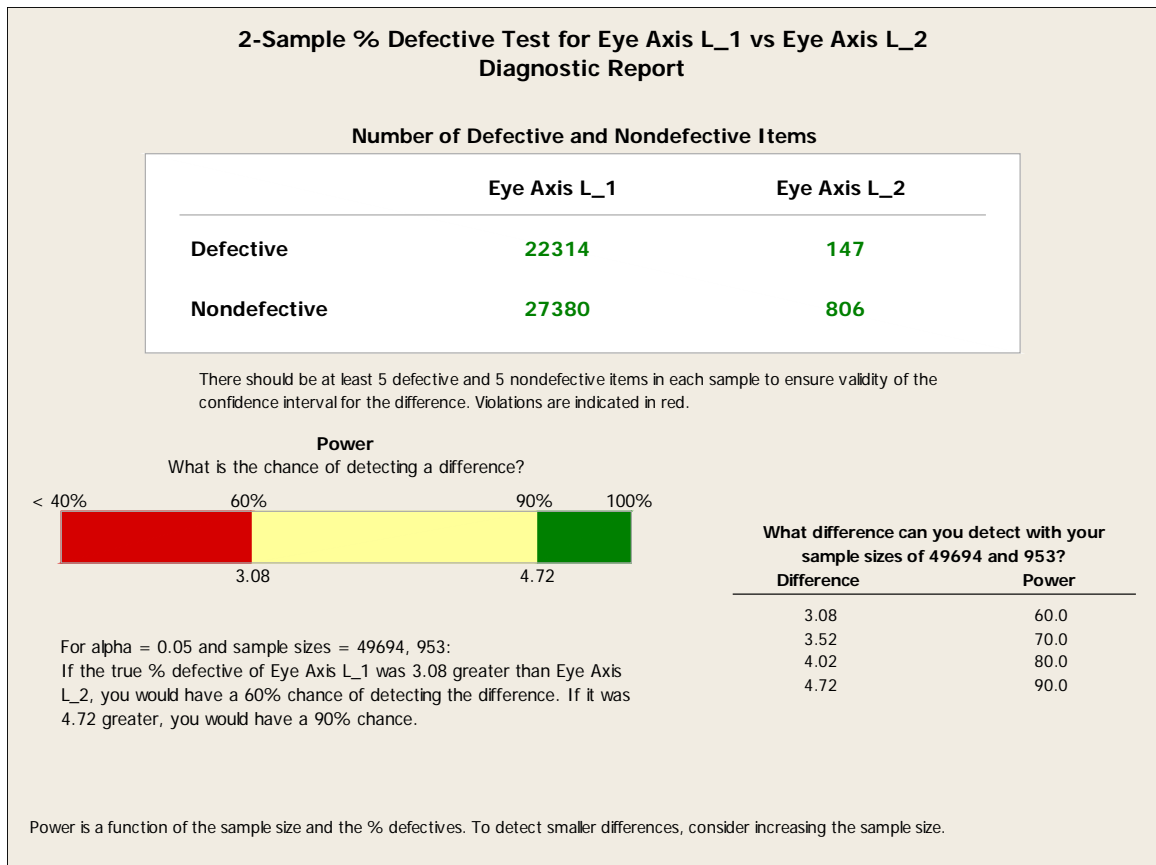 2-Sample % Defective Test for Eye Axis L_1 vs Eye Axis L_2
Diagnostic Report
Number of Defective and Nondefective Items
Eye Axis L_1 Eye Axis L_2
Defective 22314 147
Nondefective 27380 806
There should be at least 5 defective and 5 nondefective items in each sample to ensure validity of the
confidence interval for the difference. Violations are indicated in red.
Power
What is the chance of detecting a difference?
< 40% 60% 90% 100%
3.08 4.72
For alpha = 0.05 and sample sizes = 49694, 953:
If the true % defective of Eye Axis L_1 was 3.08 greater than Eye Axis
L_2, you would have a 60% chance of detecting the difference. If it was
4.72 greater, you would have a 90% chance.
What difference can you detect with your
sample sizes of 49694 and 953?
Difference Power
3.08 60.0
3.52 70.0
4.02 80.0
4.72 90.0
Power is a function of the sample size and the % defectives. To detect smaller differences, consider increasing the sample size.